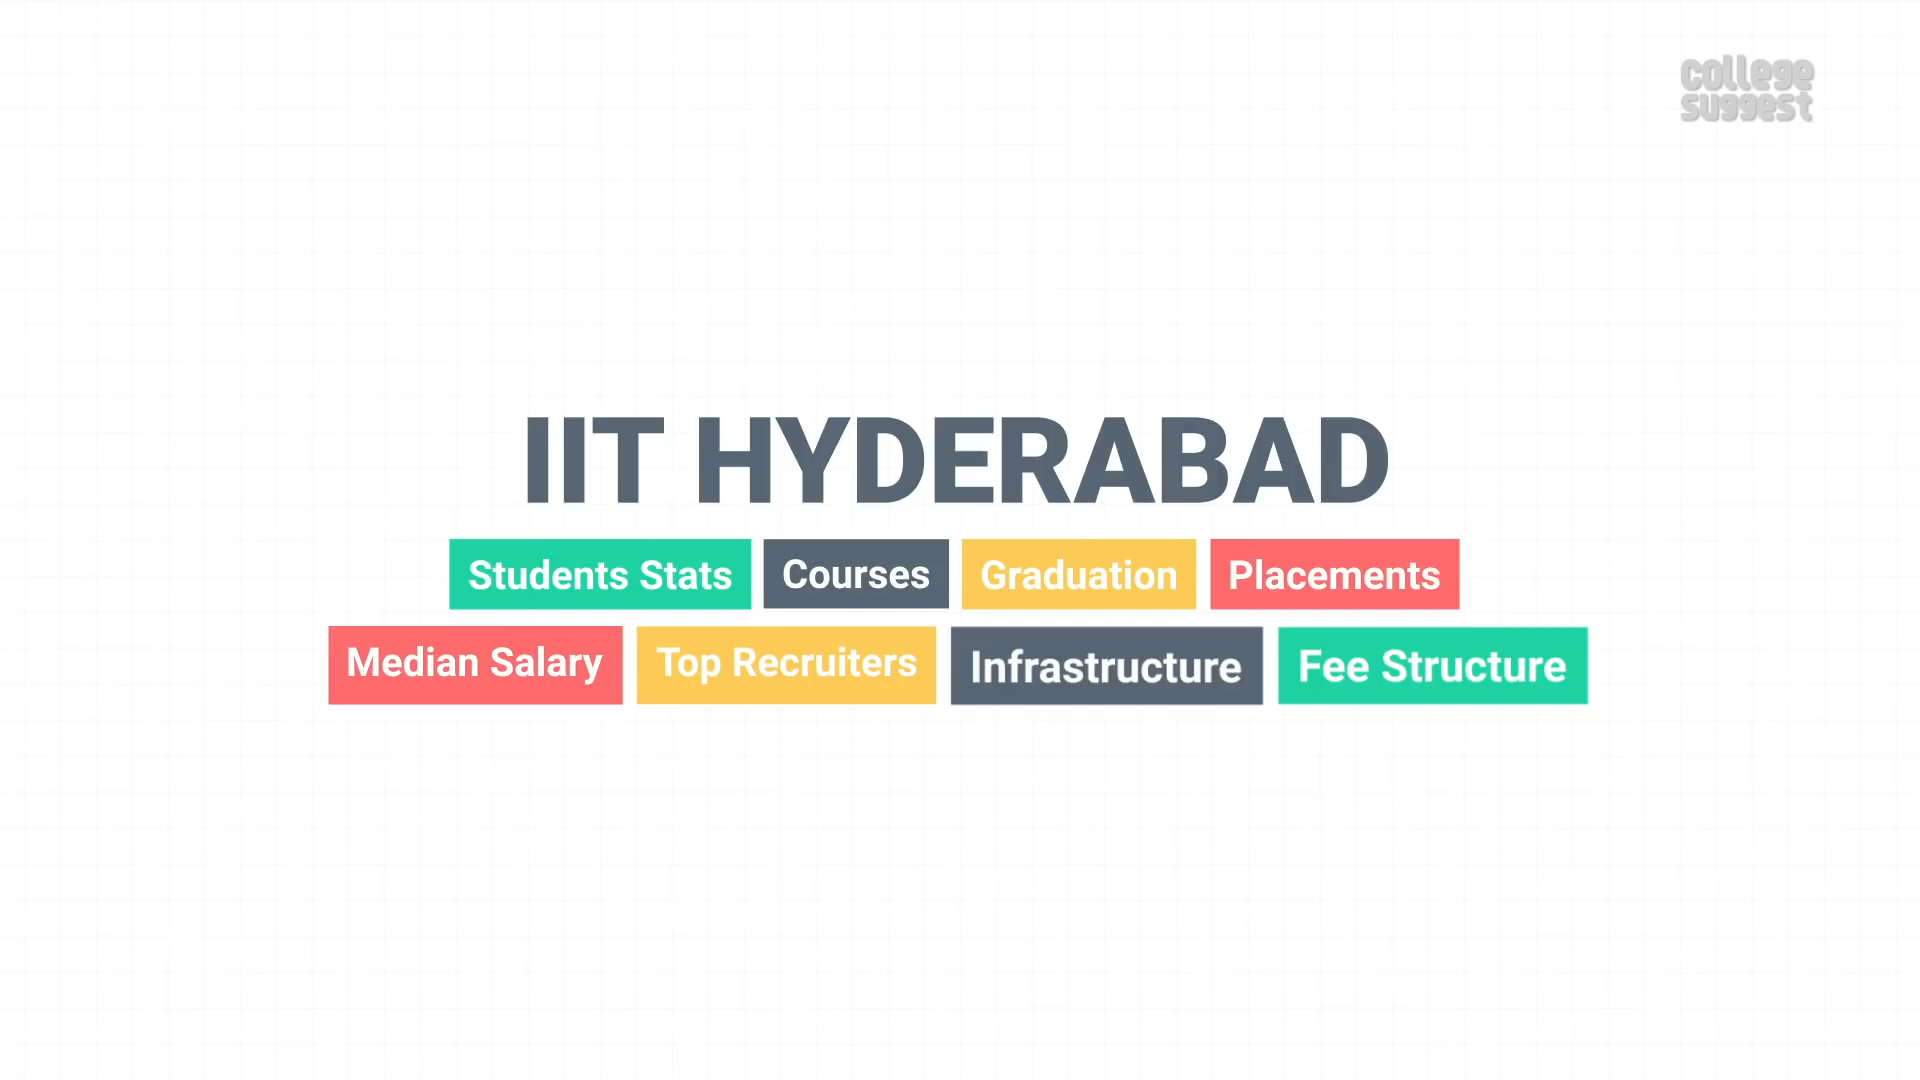 college
suggest
IIT HYDERABAD
Students Stats Courses Graduation Placements
Median Salary Top Recruiters Infrastructure Fee Structure